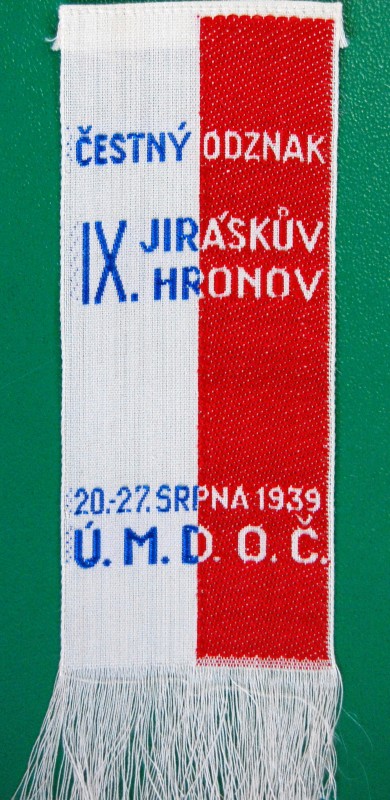 ČESTNÝ ODZNAK
IX. JIRÁSKŮV
HRONOV
20.-27. SRPNA 1939
Ú. M. D. O. Č.